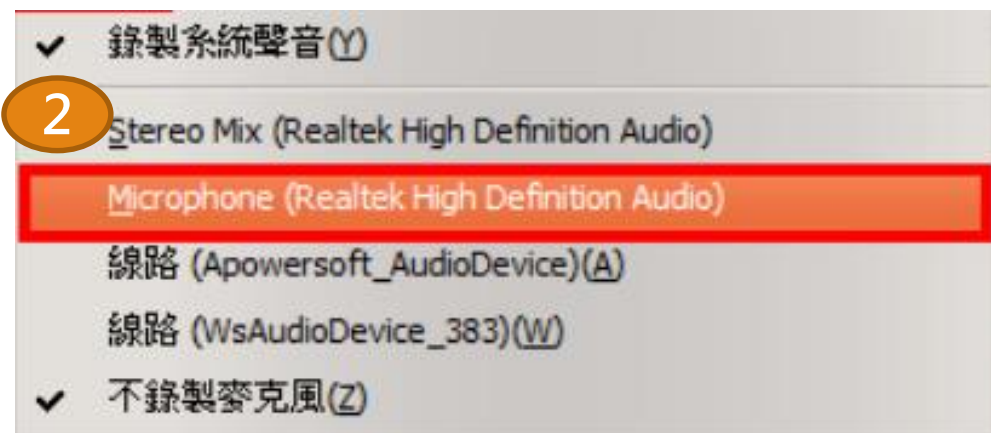 錄製系統聲音(Y)
2
Stereo Mix (Realtek High Definition Audio)
Microphone (Realtek High Definition Audio)
線路 (Apowersoft_AudioDevice)(A)
線路 (WsAudioDevice_383)(W)
不錄製麥克風(Z)